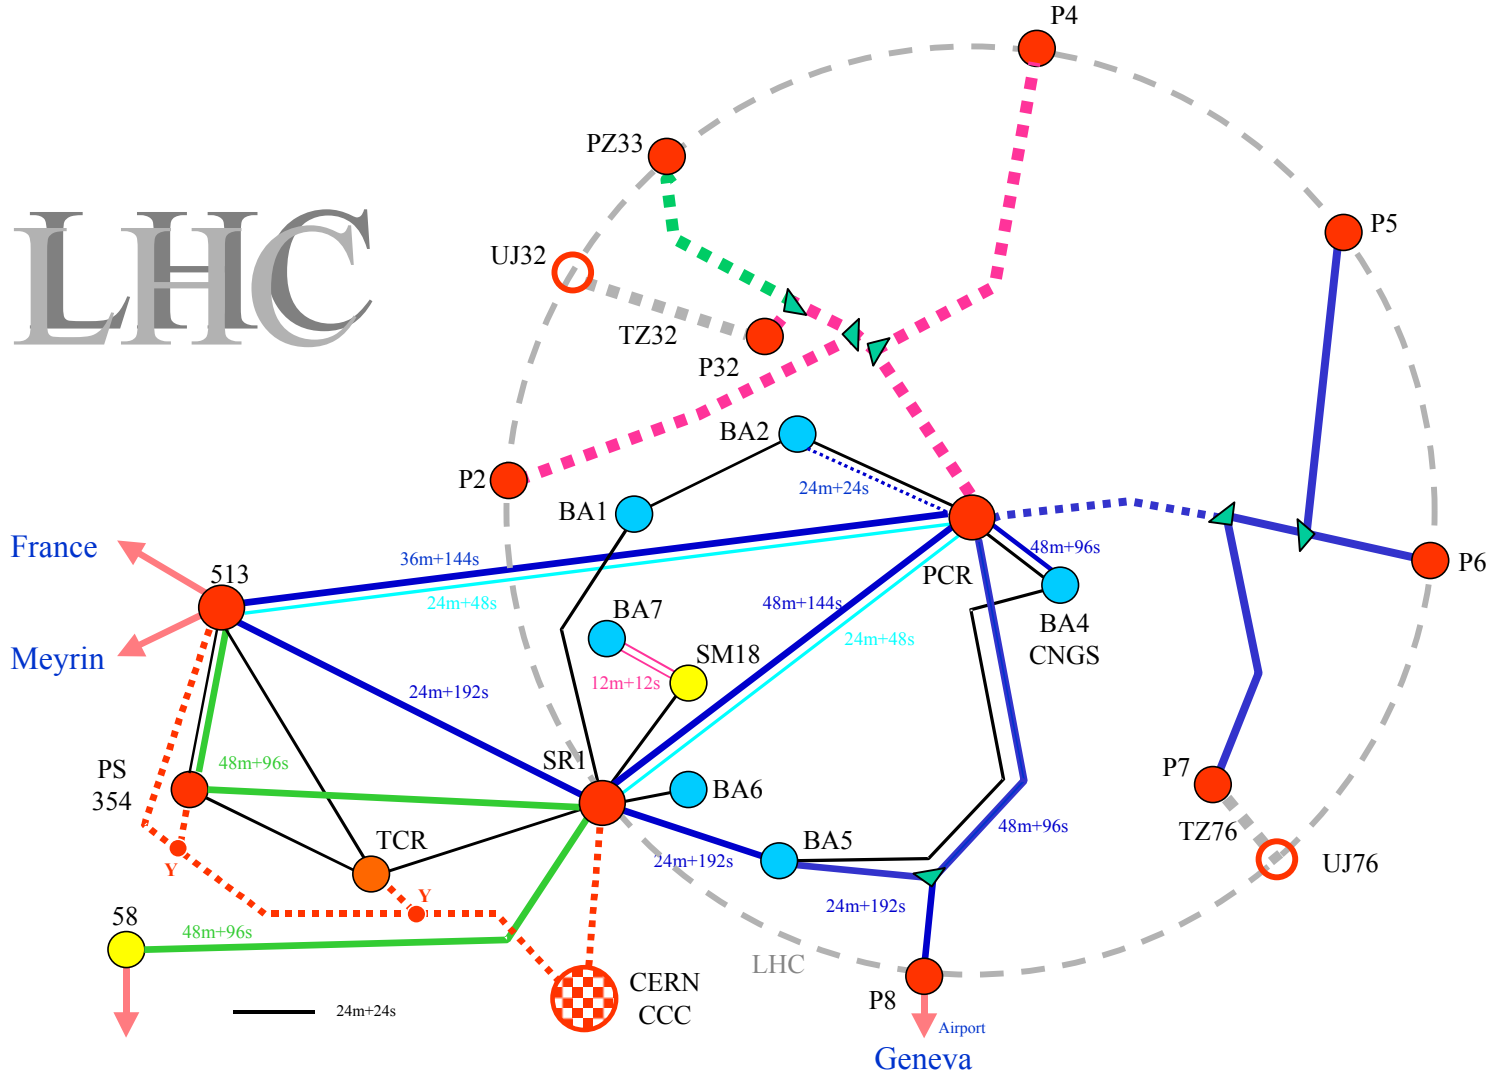 P4
PZ33
P5
LHC
UJ32
TZ32
P32
BA2
P2
24m+24s
BA1
France
36m+144s
48m+96s
513
PCR
P6
24m+48s
48m+144s
BA7
BA4
CNGS
24m+48s
Meyrin
SM18
12m+12s
24m+192s
SR1
PS
354
48m+96s
P7
BA6
TZ76
TCR
BA5
48m+96s
24m+192s
UJ76
Y
Y
58
24m+192s
48m+96s
LHC
CERN
CCC
P8
24m+24s
Airport
Geneva